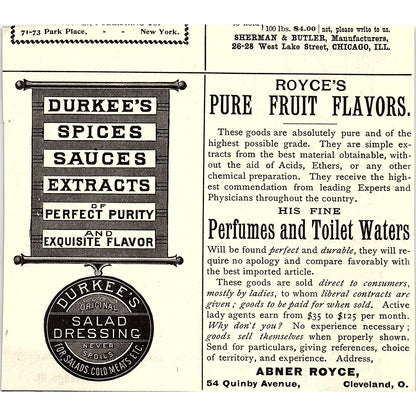 71-73 Park Place, - - New York.
100 lbs. $4.00 | not, please write to us.
SHERMAN & BUTLER, Manufacturers,
26-28 West Lake Street, CHICAGO, ILL.
DURKEE'S
SPICES
SAUCES
EXTRACTS
OF
PERFECT PURITY
AND
EXQUISITE FLAVOR
DURKEE'S
ORIGINAL
SALAD
DRESSING
NEVER
SPOILS
FOR SALADS, COLD MEATS, ETC.
ROYCE'S
PURE FRUIT FLAVORS.
These goods are absolutely pure and of the
highest possible grade. They are simple ex-
tracts from the best material obtainable, with-
out the aid of Acids, Ethers, or any other
chemical preparation. They receive the high-
est commendation from leading Experts and
Physicians throughout the country.
HIS FINE
Perfumes and Toilet Waters
Will be found perfect and durable, they will re-
quire no apology and compare favorably with
the best imported article.
These goods are sold direct to consumers,
mostly by ladies, to whom liberal contracts are
given; goods to be paid for when sold. Active
lady agents earn from $35 to $125 per month.
Why don't you? No experience necessary;
goods sell themselves when properly shown.
Send for particulars, giving references, choice
of territory, and experience. Address,
ABNER ROYCE,
54 Quinby Avenue, Cleveland, O.